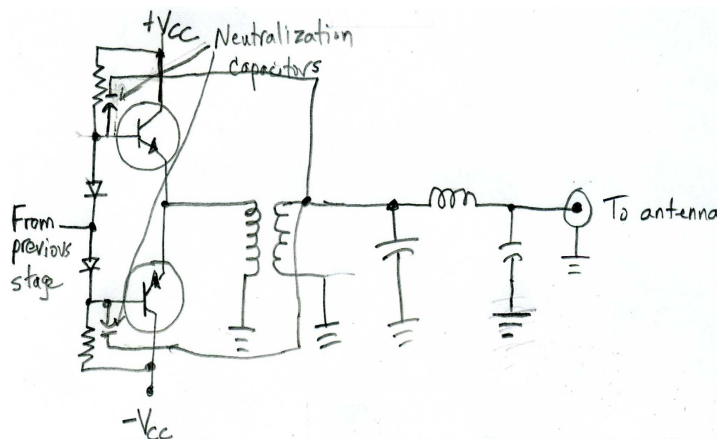 +Vcc
Neutralization
capacitors
From
previous
stage
To antenna
-Vcc